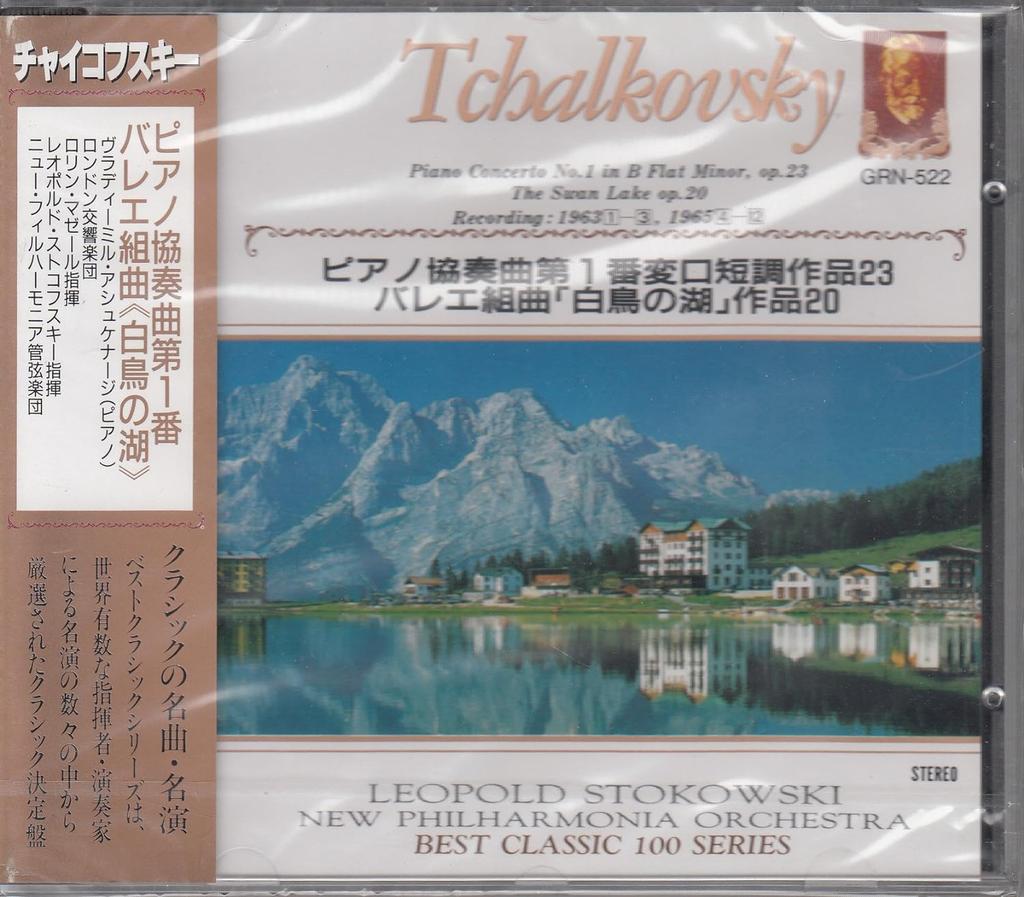 チャイコフスキー
ピアノ協奏曲第1番
バレエ組曲《白鳥の湖》
ヴラディーミル・アシュケナージ(ピアノ)
ロンドン交響楽団
ロリン・マゼール指揮
レオポルド・ストコフスキー指揮
ニュー・フィルハーモニア管弦楽団
クラシックの名曲・名演
ベストクラシックシリーズは、
世界有数な指揮者・演奏家
による名演の数々の中から
厳選されたクラシック決定盤
Tchalkovsky
GRN-522
Piano Concerto No.1 in B Flat Minor, op.23
The Swan Lake op.20
Recording : 1963①—③, 1965④—⑫
ピアノ協奏曲第1番変口短調作品23
バレエ組曲「白鳥の湖」作品20
STEREO
LEOPOLD STOKOWSKI
NEW PHILHARMONIA ORCHESTRA
BEST CLASSIC 100 SERIES